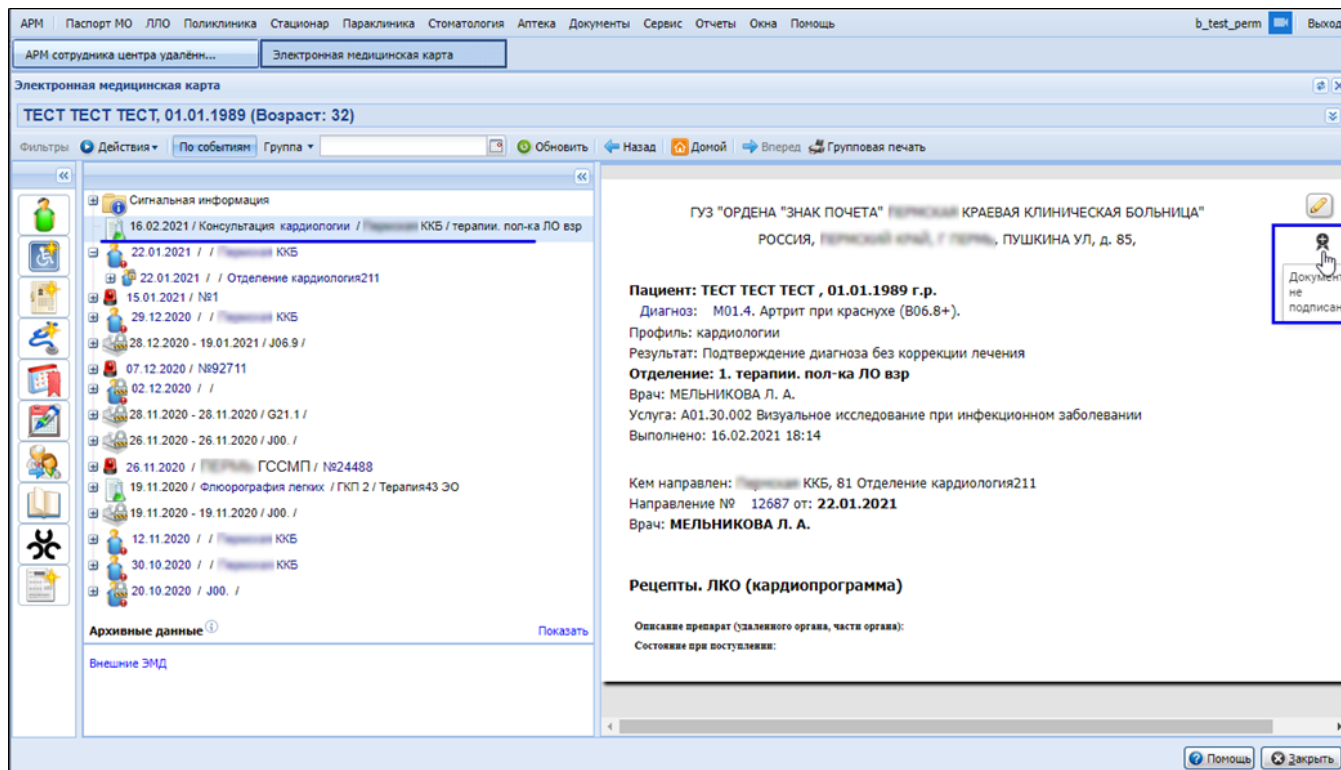 АРМ Паспорт МО ЛЛО Поликлиника Стационар Параклиника Стоматология Аптека Документы Сервис Отчеты Окна Помощь b_test_perm Выход
АРМ сотрудника центра удалённ... Электронная медицинская карта
Электронная медицинская карта
ТЕСТ ТЕСТ ТЕСТ, 01.01.1989 (Возраст: 32)
Фильтры Действия По событиям Группа Обновить Назад Домой Вперед Групповая печать
Сигнальная информация
16.02.2021 / Консультация кардиологии / ККБ / терапии. пол-ка ЛО взр
22.01.2021 / / ККБ
22.01.2021 / / Отделение кардиология211
15.01.2021 / №1
29.12.2020 / / ККБ
28.12.2020 - 19.01.2021 / J06.9 /
07.12.2020 / №92711
02.12.2020 / /
28.11.2020 - 28.11.2020 / G21.1 /
26.11.2020 - 26.11.2020 / J00. /
26.11.2020 / ГССМП / №24488
19.11.2020 / Флюорография легких / ГКП 2 / Терапия43 ЭО
19.11.2020 - 19.11.2020 / J00. /
12.11.2020 / / ККБ
30.10.2020 / / ККБ
20.10.2020 / J00. /
Архивные данные Показать
Внешние ЭМД
ГУЗ "ОРДЕНА "ЗНАК ПОЧЕТА" КРАЕВАЯ КЛИНИЧЕСКАЯ БОЛЬНИЦА"
РОССИЯ, ПУШКИНА УЛ, д. 85,
Документ
не
подписан
Пациент: ТЕСТ ТЕСТ ТЕСТ , 01.01.1989 г.р.
Диагноз: M01.4. Артрит при краснухе (B06.8+).
Профиль: кардиологии
Результат: Подтверждение диагноза без коррекции лечения
Отделение: 1. терапии. пол-ка ЛО взр
Врач: МЕЛЬНИКОВА Л. А.
Услуга: A01.30.002 Визуальное исследование при инфекционном заболевании
Выполнено: 16.02.2021 18:14
Кем направлен: ККБ, 81 Отделение кардиология211
Направление № 12687 от: 22.01.2021
Врач: МЕЛЬНИКОВА Л. А.
Рецепты. ЛКО (кардиопрограмма)
Описание препарат (удаленного органа, части органа):
Состояние при поступлении:
Помощь Закрыть